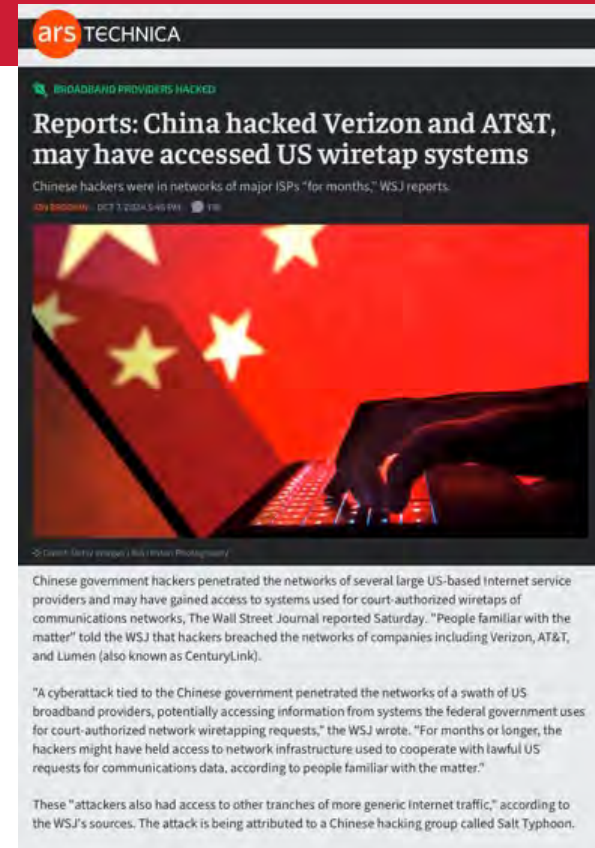 ars TECHNICA
BROADBAND PROVIDERS HACKED
Reports: China hacked Verizon and AT&T,
may have accessed US wiretap systems
Chinese hackers were in networks of major ISPs "for months," WSJ reports.
JON BRODKIN OCT 7, 2024 5:40 PM
Chinese government hackers penetrated the networks of several large US-based Internet service
providers and may have gained access to systems used for court-authorized wiretaps of
communications networks, The Wall Street Journal reported Saturday. "People familiar with the
matter" told the WSJ that hackers breached the networks of companies including Verizon, AT&T,
and Lumen (also known as CenturyLink).
"A cyberattack tied to the Chinese government penetrated the networks of a swath of US
broadband providers, potentially accessing information from systems the federal government uses
for court-authorized network wiretapping requests," the WSJ wrote. "For months or longer, the
hackers might have held access to network infrastructure used to cooperate with lawful US
requests for communications data, according to people familiar with the matter."
These "attackers also had access to other tranches of more generic Internet traffic," according to
the WSJ's sources. The attack is being attributed to a Chinese hacking group called Salt Typhoon.